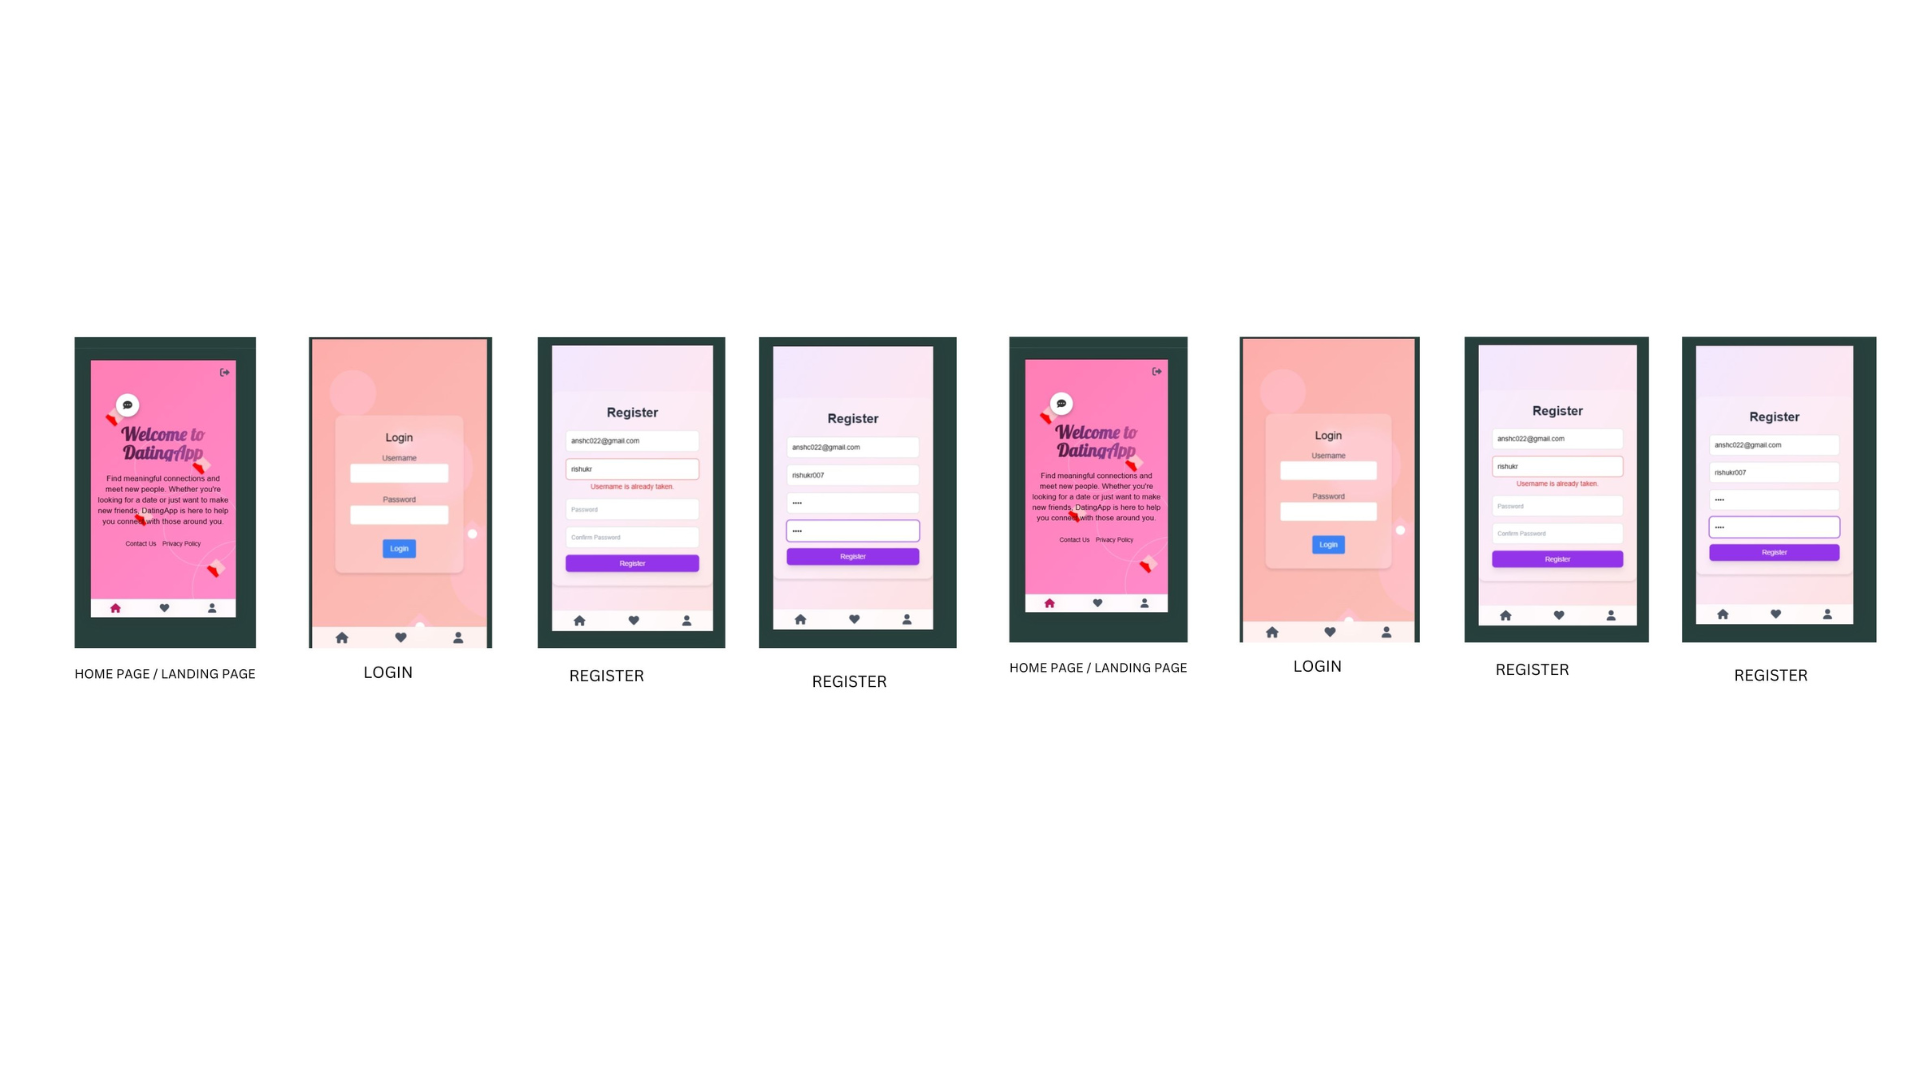 Welcome to
DatingApp
Find meaningful connections and
meet new people. Whether you're
looking for a date or just want to make
new friends, DatingApp is here to help
you connect with those around you.
Contact Us Privacy Policy
HOME PAGE / LANDING PAGE
Login
Username
Password
Login
LOGIN
Register
anshc022@gmail.com
rishukr
Username is already taken.
Password
Confirm Password
Register
REGISTER
Register
anshc022@gmail.com
rishukr007
••••
••••
Register
REGISTER
Welcome to
DatingApp
Find meaningful connections and
meet new people. Whether you're
looking for a date or just want to make
new friends, DatingApp is here to help
you connect with those around you.
Contact Us Privacy Policy
HOME PAGE / LANDING PAGE
Login
Username
Password
Login
LOGIN
Register
anshc022@gmail.com
rishukr
Username is already taken.
Password
Confirm Password
Register
REGISTER
Register
anshc022@gmail.com
rishukr007
••••
••••
Register
REGISTER